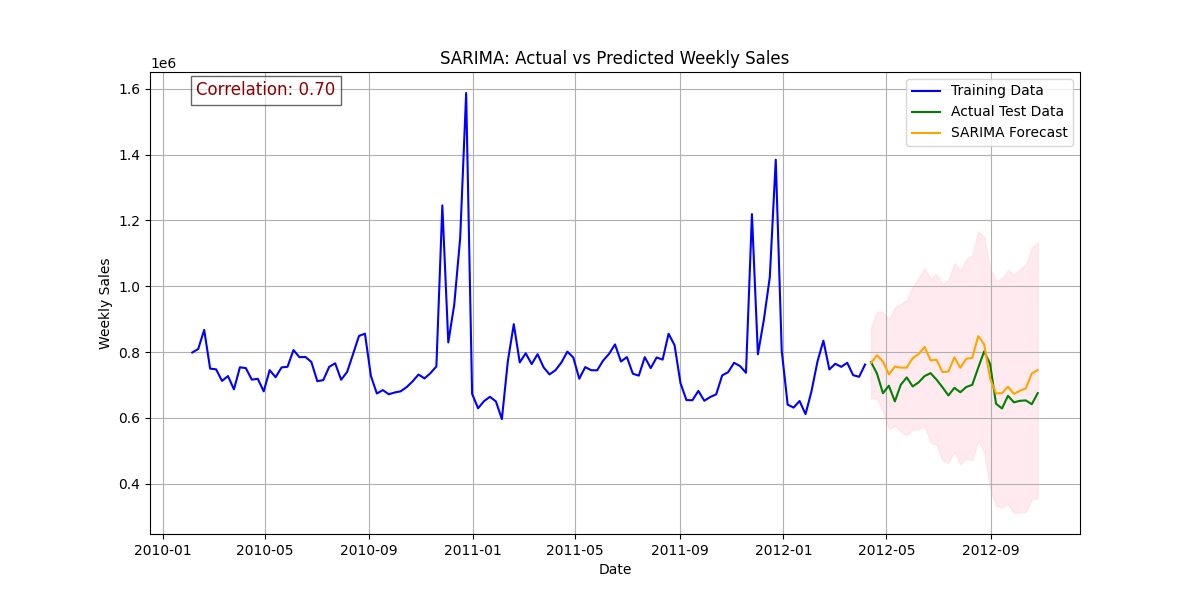 SARIMA: Actual vs Predicted Weekly Sales
1e6
Correlation: 0.70
Training Data
Actual Test Data
SARIMA Forecast
1.6
1.4
1.2
1.0
0.8
0.6
0.4
Weekly Sales
2010-01 2010-05 2010-09 2011-01 2011-05 2011-09 2012-01 2012-05 2012-09
Date